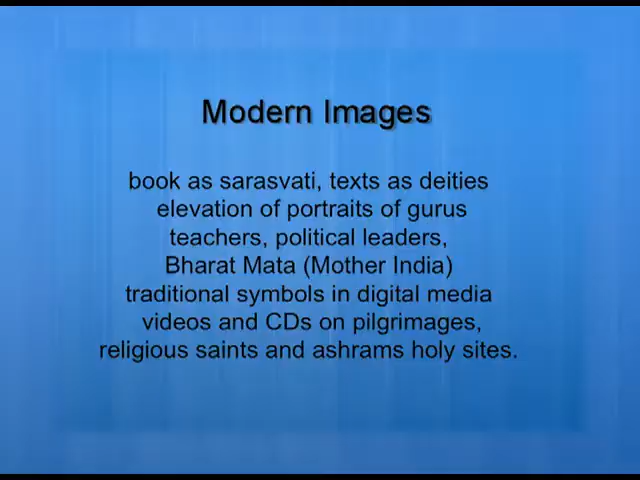 Modern Images
book as sarasvati, texts as deities
elevation of portraits of gurus
teachers, political leaders,
Bharat Mata (Mother India)
traditional symbols in digital media
videos and CDs on pilgrimages,
religious saints and ashrams holy sites.